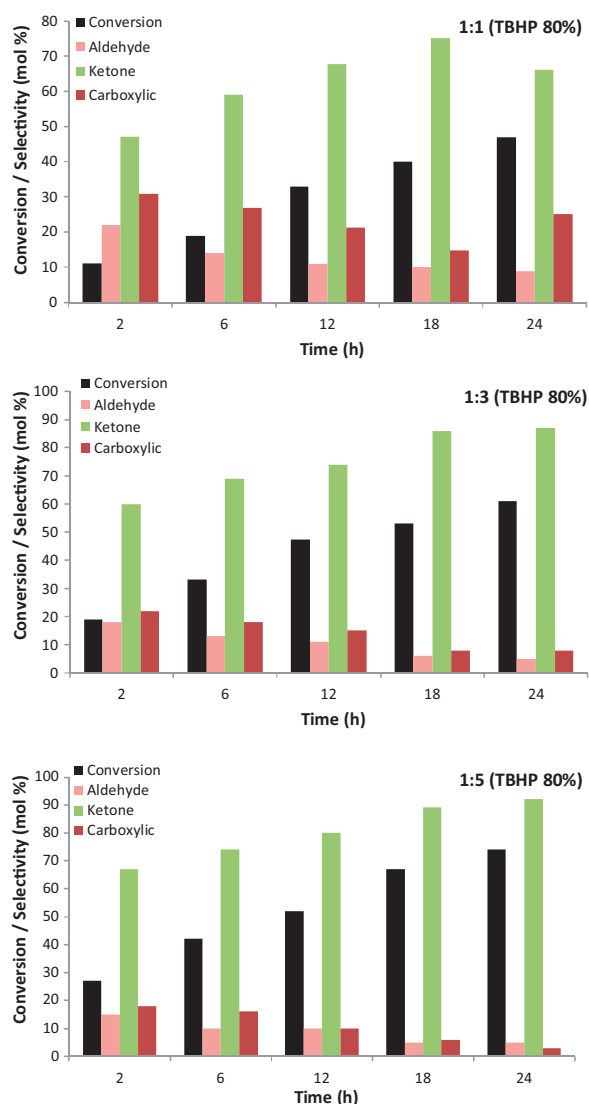 80
1:1 (TBHP 80%)
Conversion
Aldehyde
Ketone
Carboxylic
70
60
50
40
30
20
10
0
Conversion / Selectivity (mol %)
2 6 12 18 24
Time (h)
100
1:3 (TBHP 80%)
Conversion
Aldehyde
Ketone
Carboxylic
90
80
70
60
50
40
30
20
10
0
Conversion / Selectivity (mol %)
2 6 12 18 24
Time (h)
100
1:5 (TBHP 80%)
Conversion
Aldehyde
Ketone
Carboxylic
90
80
70
60
50
40
30
20
10
0
Conversion / Selectivity (mol %)
2 6 12 18 24
Time (h)